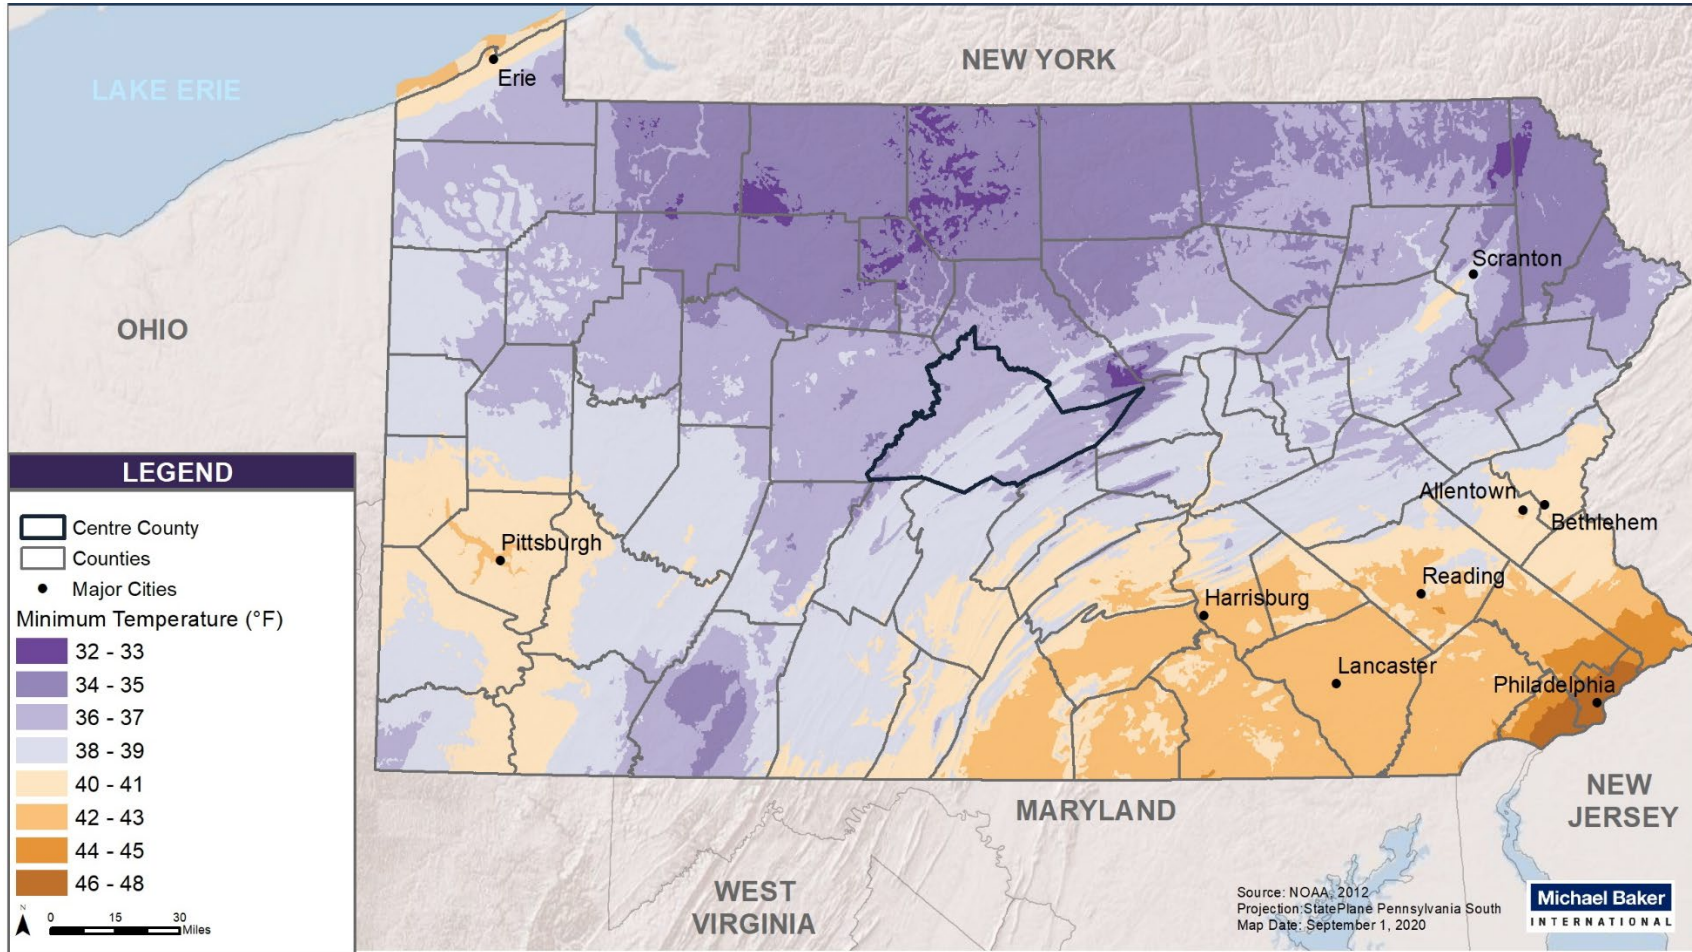 NEW YORK
LAKE ERIE
Erie
Scranton
OHIO
Allentown
Bethlehem
Pittsburgh
Reading
Harrisburg
Lancaster
Philadelphia
NEW
JERSEY
MARYLAND
WEST
VIRGINIA
LEGEND
Centre County
Counties
Major Cities
Minimum Temperature (°F)
32 - 33
34 - 35
36 - 37
38 - 39
40 - 41
42 - 43
44 - 45
46 - 48
N
0 15 30
Miles
Source: NOAA, 2012
Projection:StatePlane Pennsylvania South
Map Date: September 1, 2020
Michael Baker
INTERNATIONAL